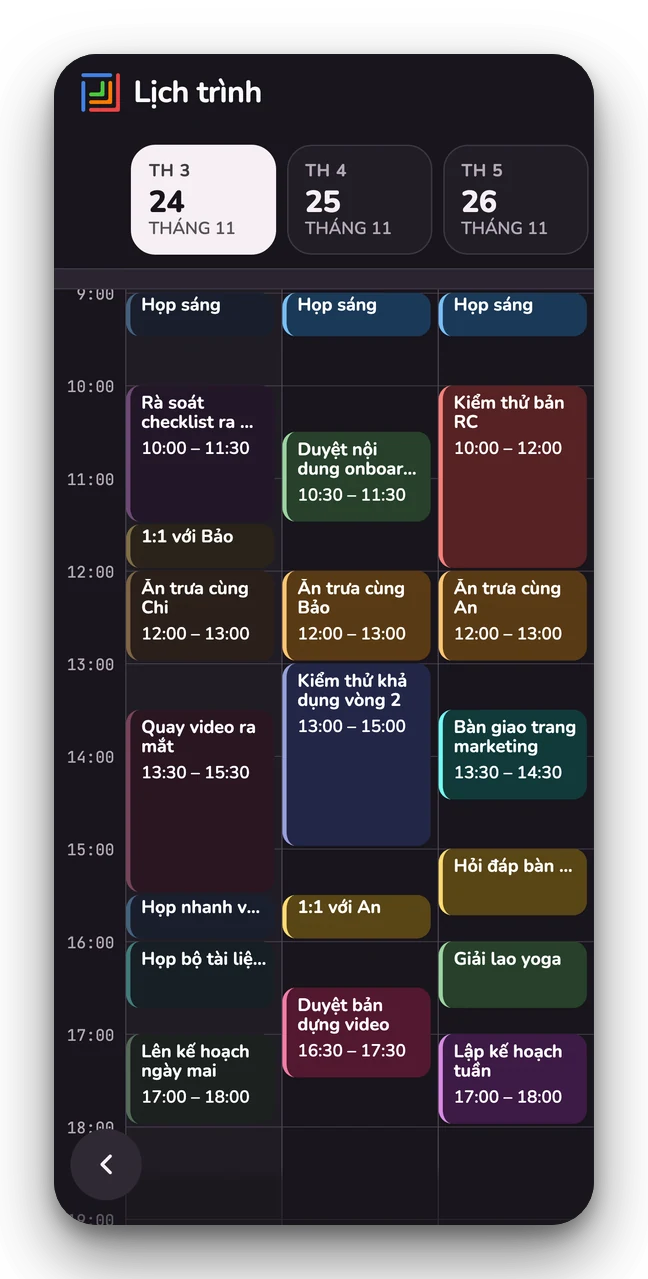 Lịch trình
TH 3
24
THÁNG 11
TH 4
25
THÁNG 11
TH 5
26
THÁNG 11
9:00
10:00
11:00
12:00
13:00
14:00
15:00
16:00
17:00
18:00
19:00
Họp sáng
Rà soát
checklist ra ...
10:00 – 11:30
1:1 với Bảo
Ăn trưa cùng
Chi
12:00 – 13:00
Quay video ra
mắt
13:30 – 15:30
Họp nhanh v...
Họp bộ tài liệ...
Lên kế hoạch
ngày mai
17:00 – 18:00
Họp sáng
Duyệt nội
dung onboar...
10:30 – 11:30
Ăn trưa cùng
Bảo
12:00 – 13:00
Kiểm thử khả
dụng vòng 2
13:00 – 15:00
1:1 với An
Duyệt bản
dựng video
16:30 – 17:30
Họp sáng
Kiểm thử bản
RC
10:00 – 12:00
Ăn trưa cùng
An
12:00 – 13:00
Bàn giao trang
marketing
13:30 – 14:30
Hỏi đáp bàn ...
Giải lao yoga
Lập kế hoạch
tuần
17:00 – 18:00